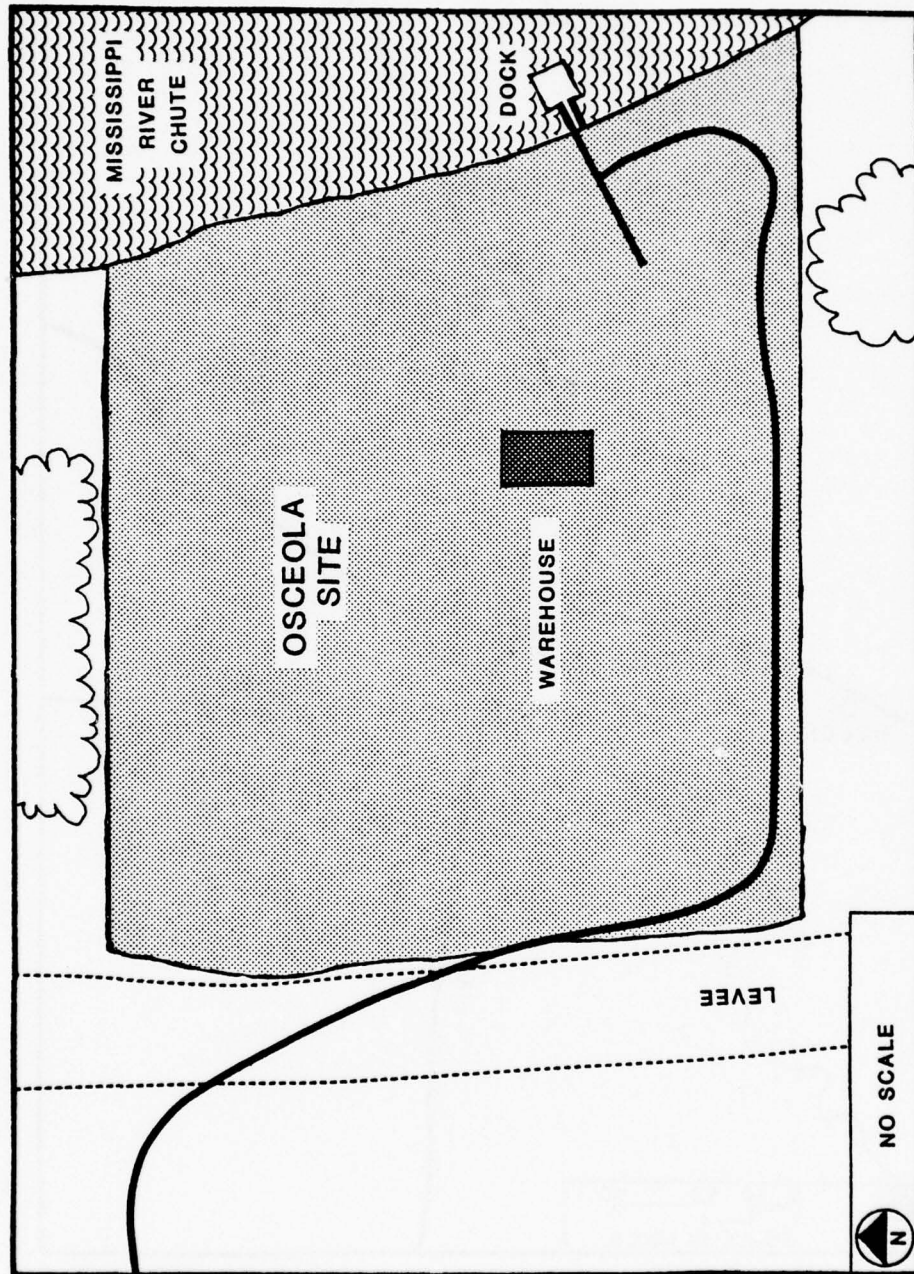 MISSISSIPPI
RIVER
CHUTE
DOCK
OSCEOLA
SITE
WAREHOUSE
LEVEE
NO SCALE
N